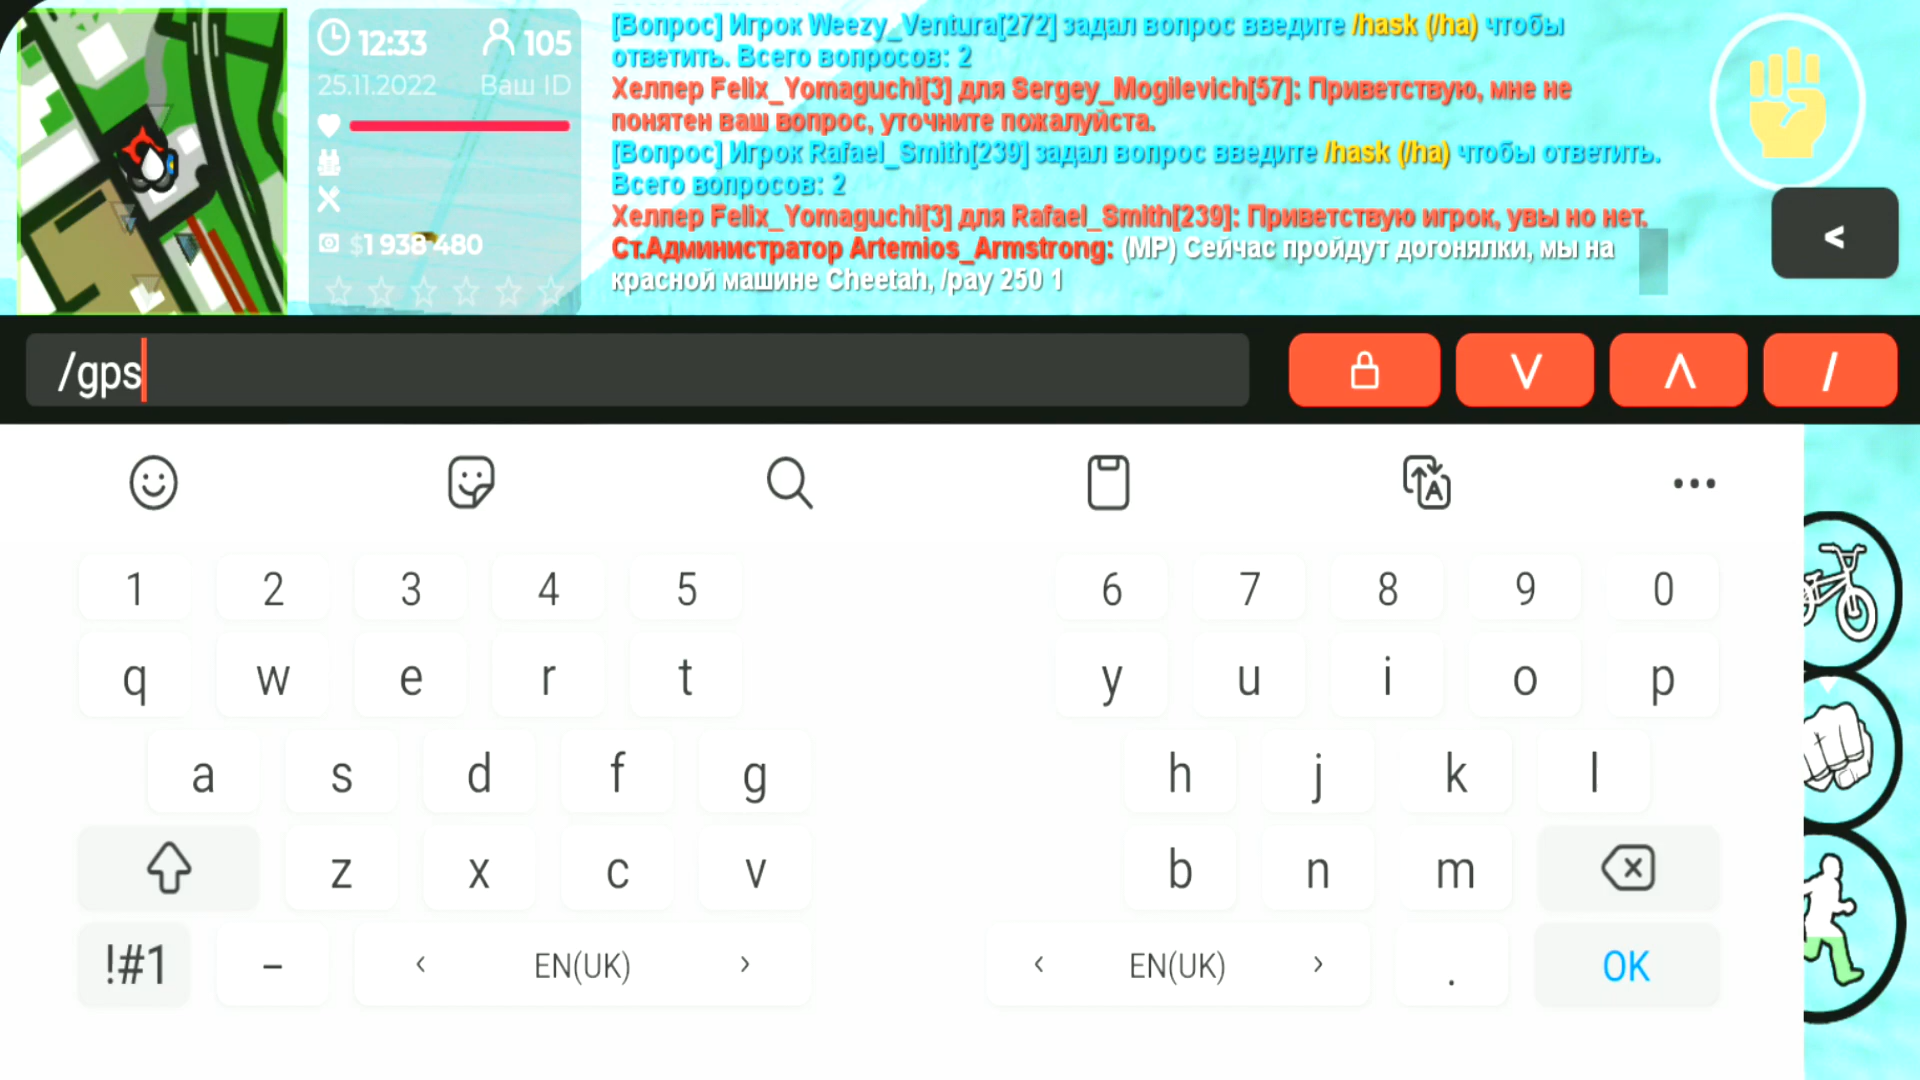 12:33
105
25.11.2022
Ваш ID
$1 938 480
[Вопрос] Игрок Weezy_Ventura[272] задал вопрос введите /hask (/ha) чтобы
ответить. Всего вопросов: 2
Хелпер Felix_Yomaguchi[3] для Sergey_Mogilevich[57]: Приветствую, мне не
понятен ваш вопрос, уточните пожалуйста.
[Вопрос] Игрок Rafael_Smith[239] задал вопрос введите /hask (/ha) чтобы ответить.
Всего вопросов: 2
Хелпер Felix_Yomaguchi[3] для Rafael_Smith[239]: Приветствую игрок, увы но нет.
Ст.Администратор Artemios_Armstrong: (МР) Сейчас пройдут догонялки, мы на
красной машине Cheetah, /pay 250 1
<
/gps
V Λ /
1 2 3 4 5 6 7 8 9 0
q w e r t y u i o p
a s d f g h j k l
z x c v b n m
!#1 – < EN(UK) > < EN(UK) > . OK